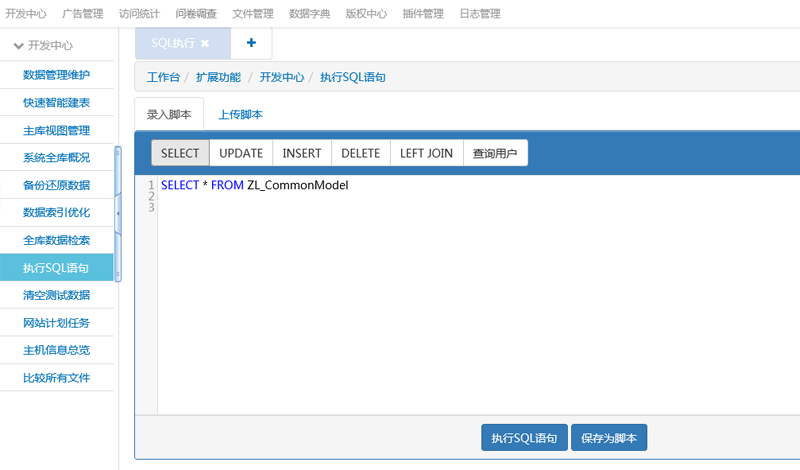 开发中心 广告管理 访问统计 问卷调查 文件管理 数据字典 版权中心 插件管理 日志管理
开发中心
数据管理维护
快速智能建表
主库视图管理
系统全库概况
备份还原数据
数据索引优化
全库数据检索
执行SQL语句
清空测试数据
网站计划任务
主机信息总览
比较所有文件
SQL执行 ✖ +
工作台 / 扩展功能 / 开发中心 / 执行SQL语句
录入脚本 上传脚本
SELECT UPDATE INSERT DELETE LEFT JOIN 查询用户
1 SELECT * FROM ZL_CommonModel
2
3
执行SQL语句 保存为脚本